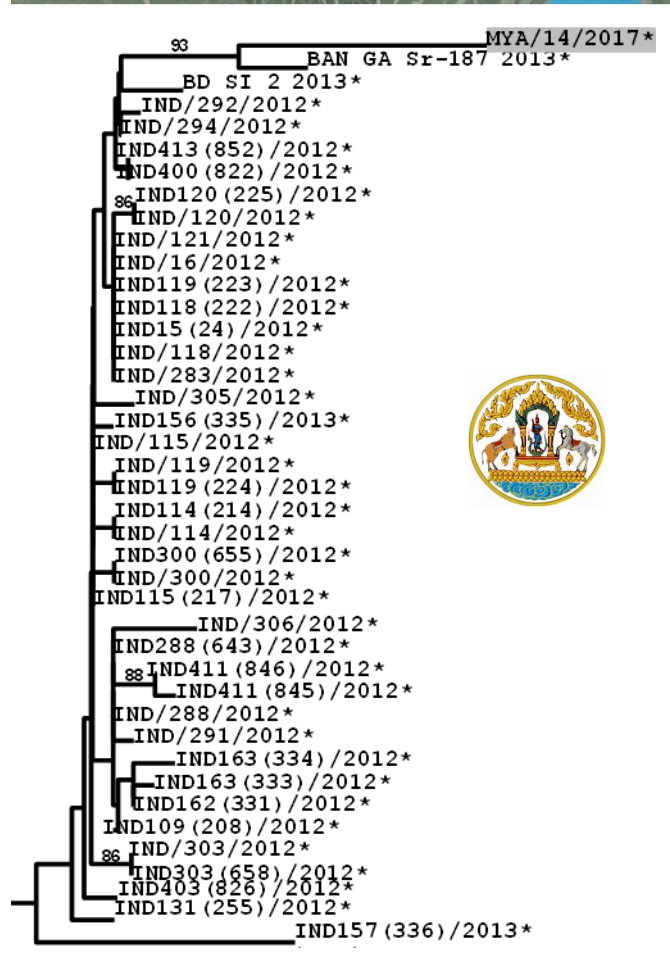 93
MYA/14/2017*
BAN GA Sr-187 2013*
BD SI 2 2013*
IND/292/2012*
IND/294/2012*
IND413(852)/2012*
IND400(822)/2012*
86
IND120(225)/2012*
IND/120/2012*
IND/121/2012*
IND/16/2012*
IND119(223)/2012*
IND118(222)/2012*
IND15(24)/2012*
IND/118/2012*
IND/283/2012*
IND/305/2012*
IND156(335)/2013*
IND/115/2012*
IND/119/2012*
IND119(224)/2012*
IND114(214)/2012*
IND/114/2012*
IND300(655)/2012*
IND/300/2012*
IND115(217)/2012*
IND/306/2012*
IND288(643)/2012*
88
IND411(846)/2012*
IND411(845)/2012*
IND/288/2012*
IND/291/2012*
IND163(334)/2012*
IND163(333)/2012*
IND162(331)/2012*
IND109(208)/2012*
86
IND/303/2012*
IND303(658)/2012*
IND403(826)/2012*
IND131(255)/2012*
IND157(336)/2013*